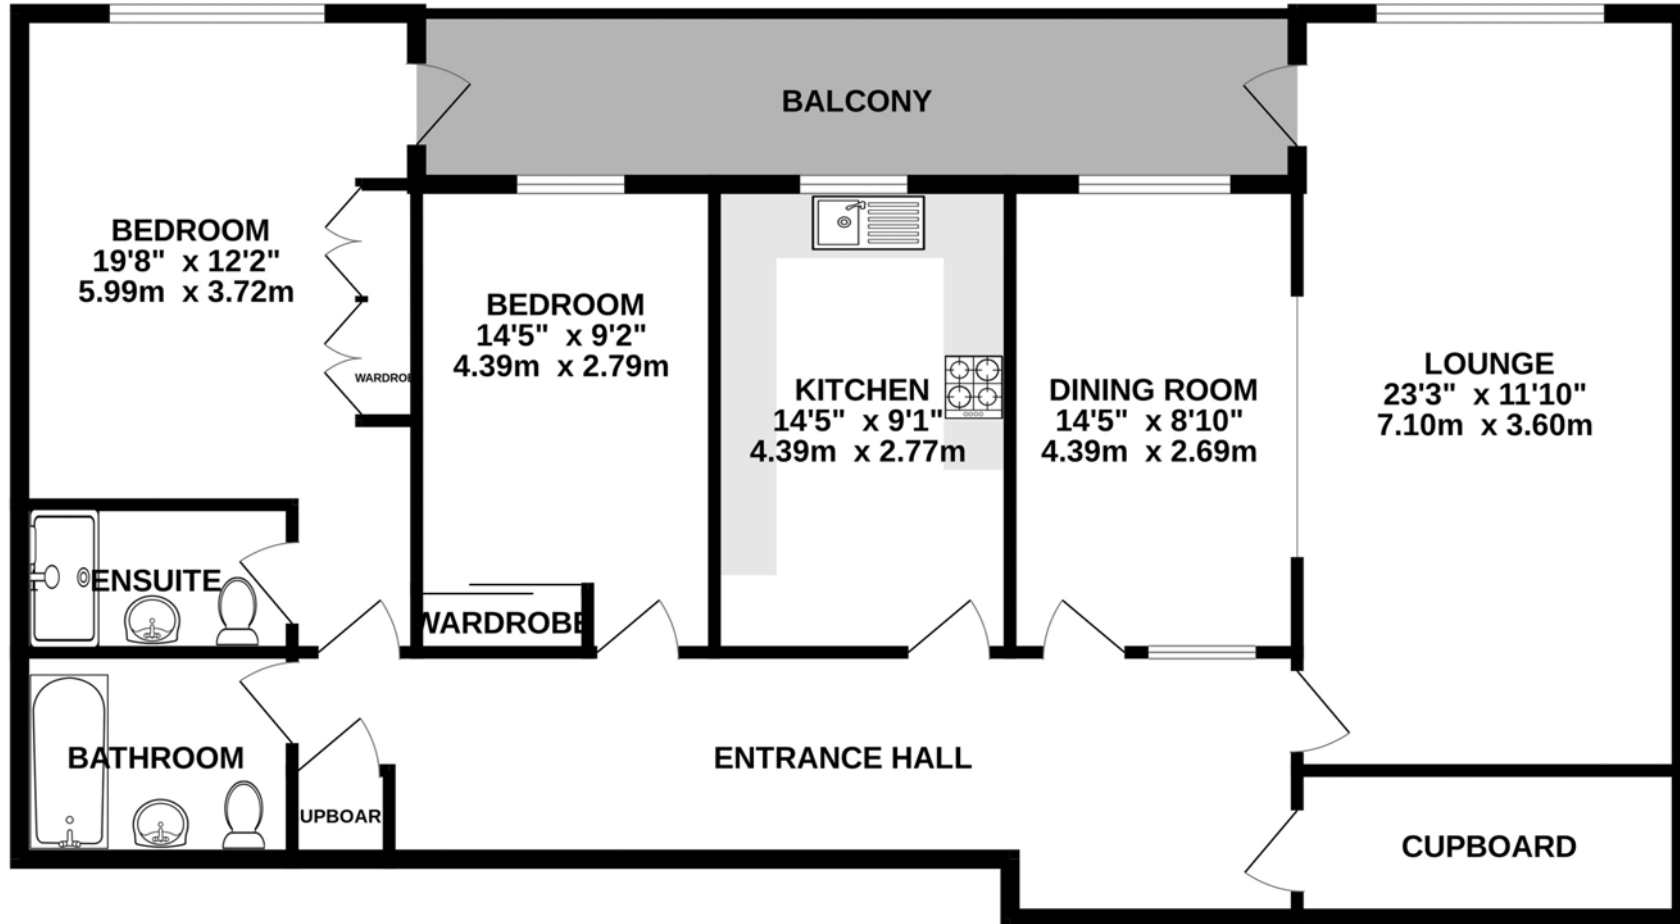 BALCONY
BEDROOM
19'8" x 12'2"
5.99m x 3.72m
WARDROB
BEDROOM
14'5" x 9'2"
4.39m x 2.79m
WARDROBE
KITCHEN
14'5" x 9'1"
4.39m x 2.77m
DINING ROOM
14'5" x 8'10"
4.39m x 2.69m
LOUNGE
23'3" x 11'10"
7.10m x 3.60m
ENSUITE
BATHROOM
UPBOAR
ENTRANCE HALL
CUPBOARD